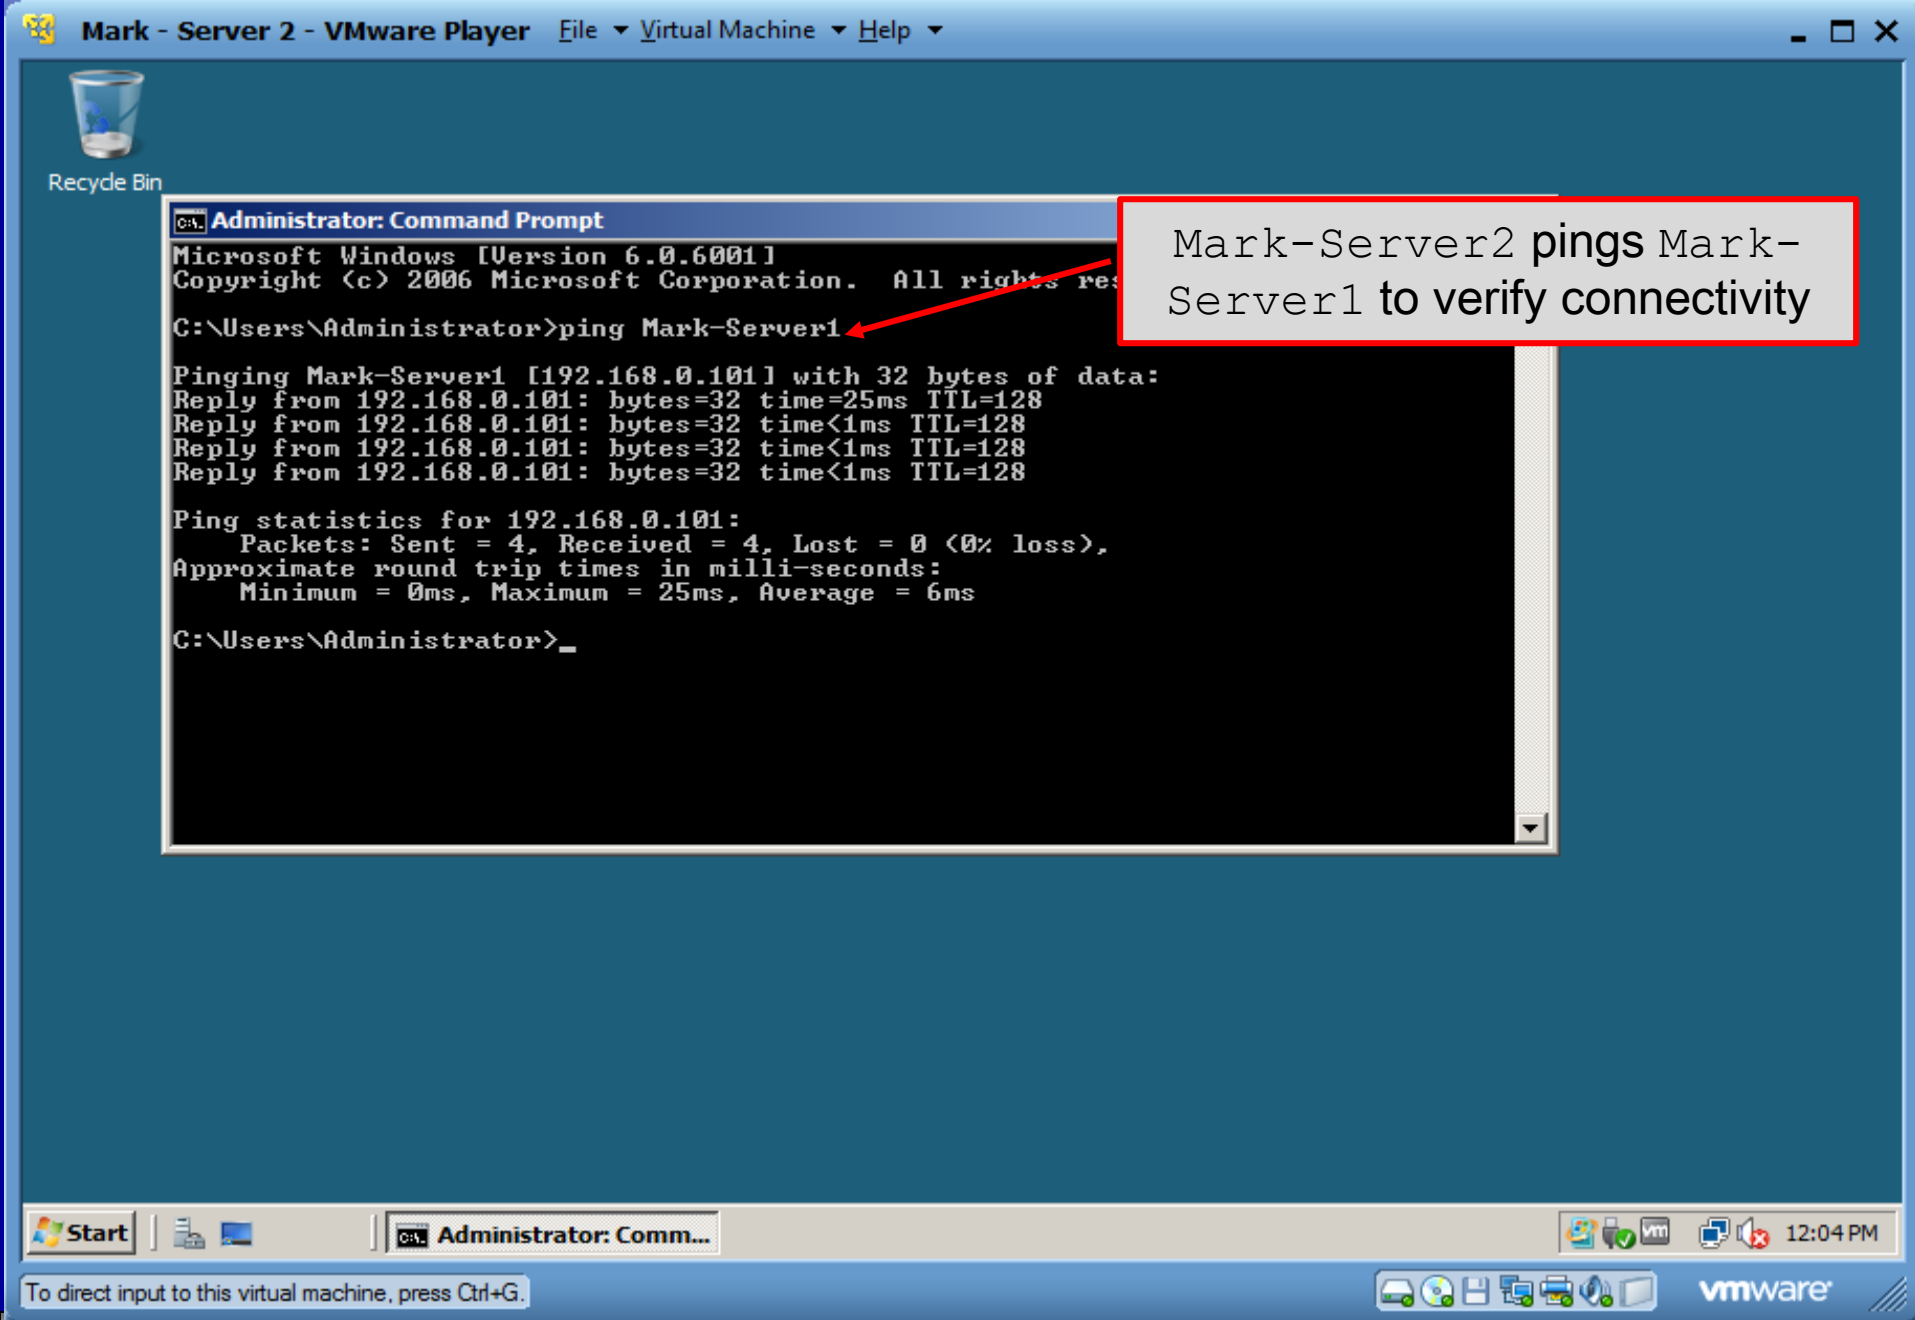 Mark - Server 2 - VMware Player File Virtual Machine Help
Recycle Bin
C:\. Administrator: Command Prompt
Microsoft Windows [Version 6.0.6001]
Copyright (c) 2006 Microsoft Corporation. All rights res
Mark-Server2 pings Mark-
Server1 to verify connectivity
C:\Users\Administrator>ping Mark-Server1
Pinging Mark-Server1 [192.168.0.101] with 32 bytes of data:
Reply from 192.168.0.101: bytes=32 time=25ms TTL=128
Reply from 192.168.0.101: bytes=32 time<1ms TTL=128
Reply from 192.168.0.101: bytes=32 time<1ms TTL=128
Reply from 192.168.0.101: bytes=32 time<1ms TTL=128
Ping statistics for 192.168.0.101:
Packets: Sent = 4, Received = 4, Lost = 0 (0% loss),
Approximate round trip times in milli-seconds:
Minimum = 0ms, Maximum = 25ms, Average = 6ms
C:\Users\Administrator>_
Start C:\. Administrator: Comm... vm 12:04 PM
To direct input to this virtual machine, press Ctrl+G. vmware